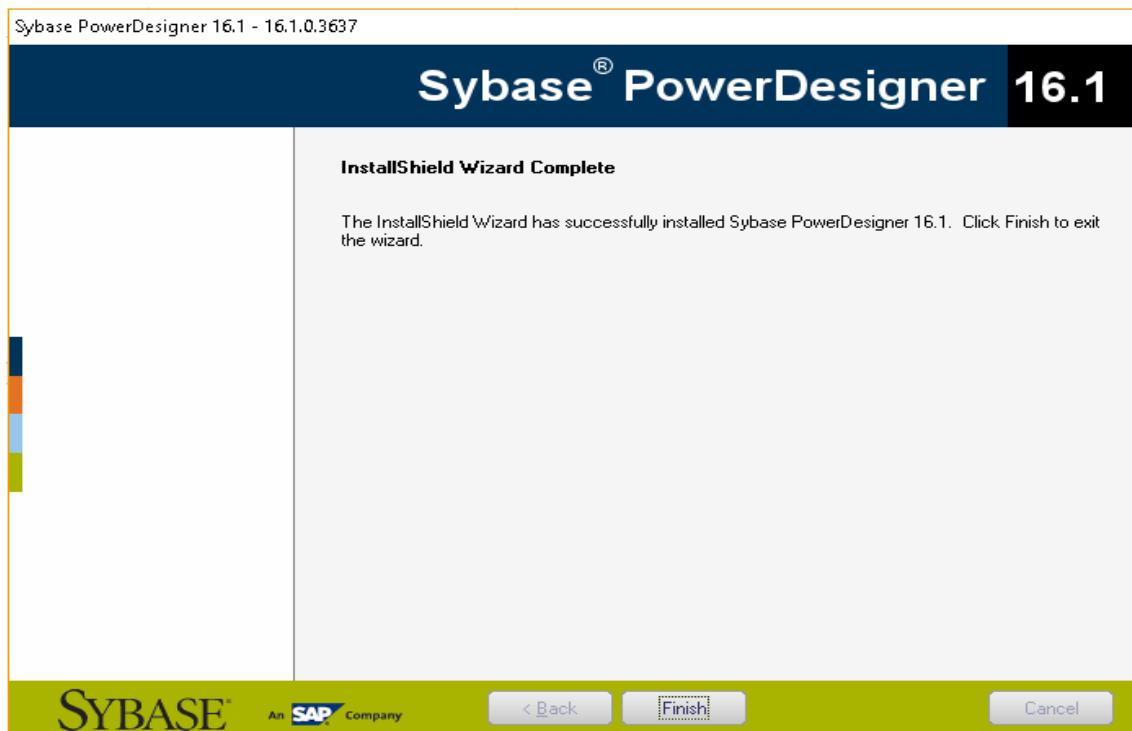 Sybase PowerDesigner 16.1 - 16.1.0.3637
Sybase® PowerDesigner 16.1
InstallShield Wizard Complete
The InstallShield Wizard has successfully installed Sybase PowerDesigner 16.1. Click Finish to exit
the wizard.
SYBASE An SAP Company < Back Finish Cancel